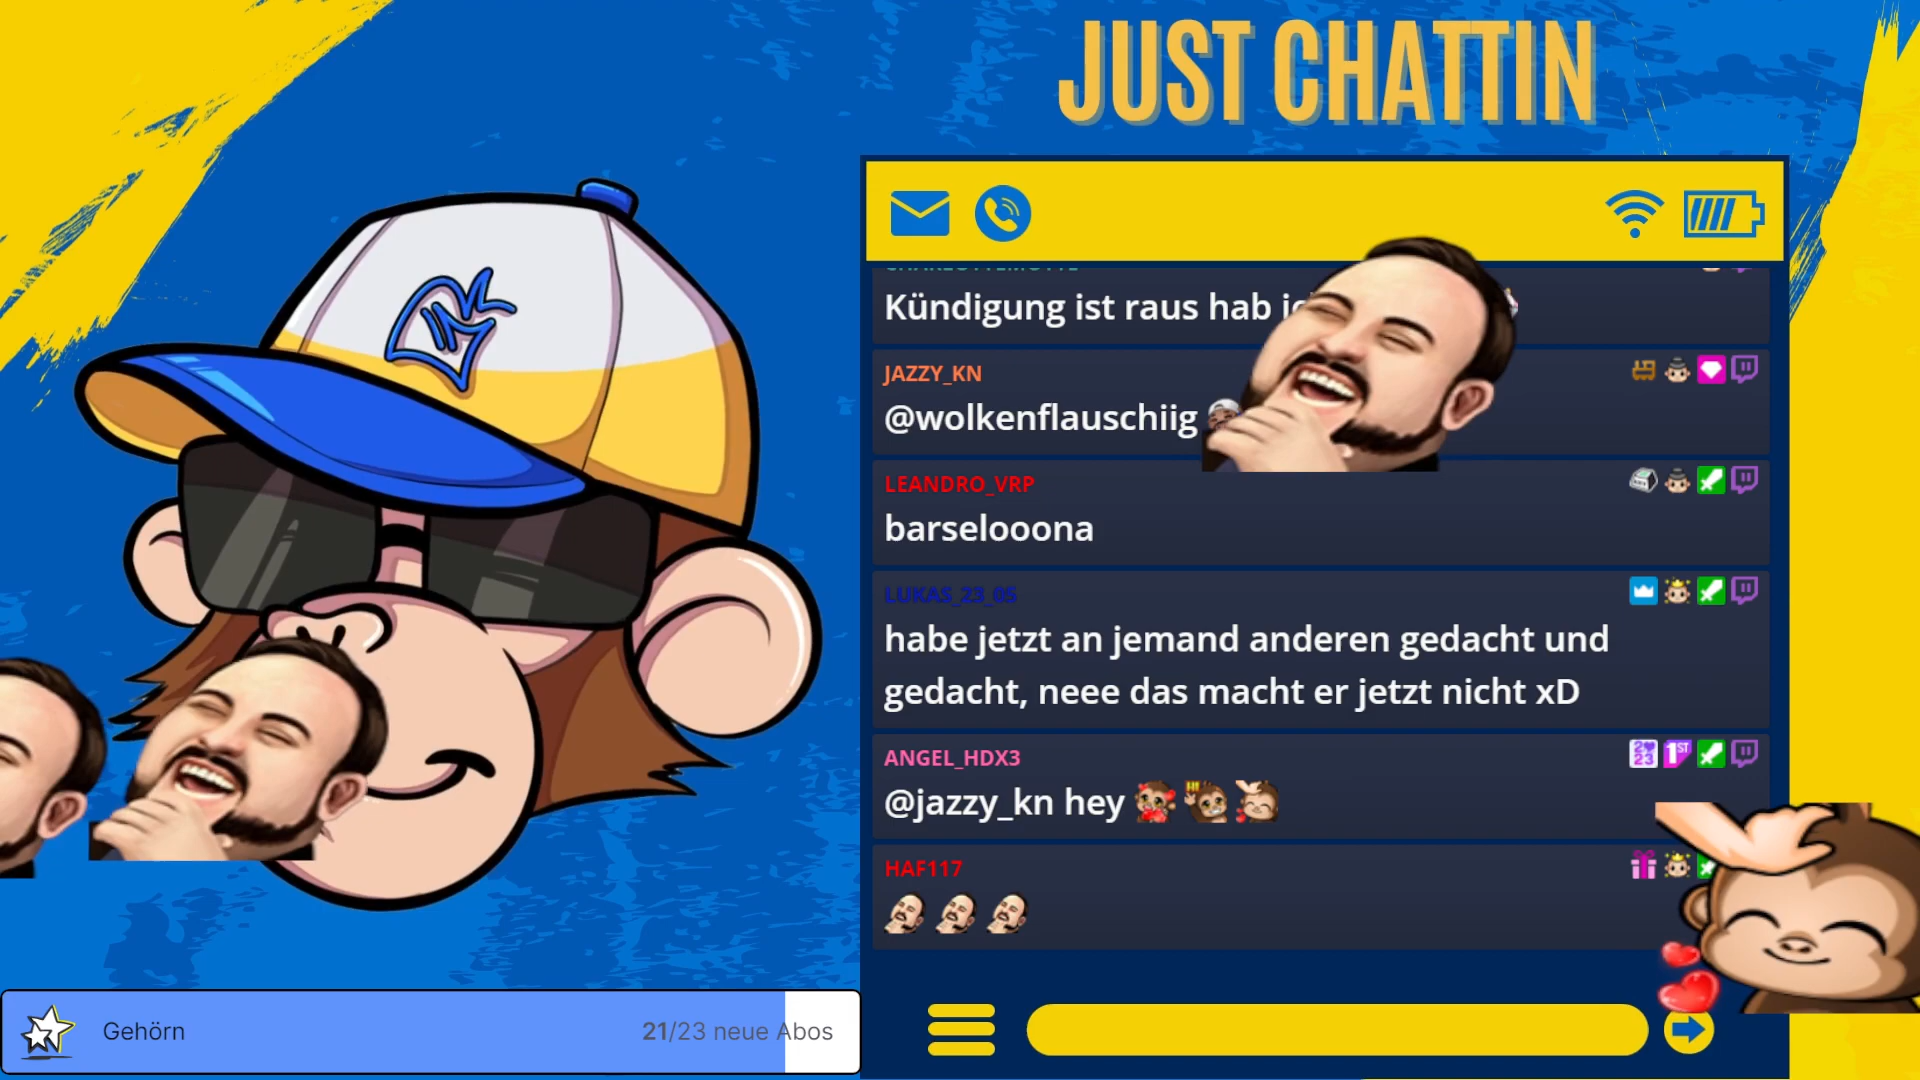 JUST CHATTIN
Kündigung ist raus hab
JAZZY_KN
@wolkenflauschiig
LEANDRO_VRP
barselooona
LUKAS_23_05
habe jetzt an jemand anderen gedacht und
gedacht, neee das macht er jetzt nicht xD
ANGEL_HDX3
@jazzy_kn hey
HAF117
Gehörn
21/23 neue Abos